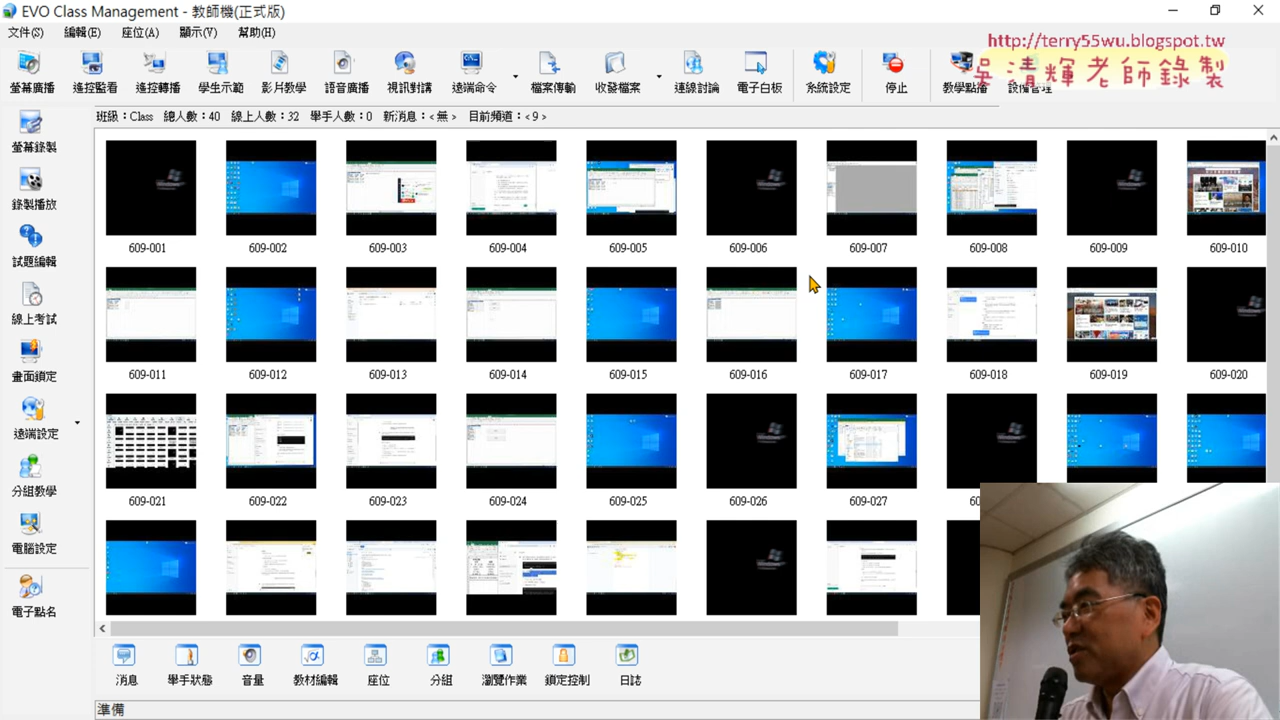 EVO Class Management - 教師機(正式版)
文件(S) 編輯(E) 座位(A) 顯示(V) 幫助(H)
http://terry55wu.blogspot.tw
吳清輝老師錄製
螢幕廣播 遙控監看 遙控轉播 學生示範 影片教學 語音廣播 視訊對講 遠端命令 檔案傳輸 收發檔案 連線討論 電子白板 系統設定 停止 教學點播 設備管理
班級：Class 總人數：40 線上人數：32 舉手人數：0 新消息：<無> 目前頻道：<9>
螢幕錄製
錄製播放
試題編輯
線上考試
畫面鎖定
遠端設定
分組教學
電腦設定
電子點名
609-001 609-002 609-003 609-004 609-005 609-006 609-007 609-008 609-009 609-010
609-011 609-012 609-013 609-014 609-015 609-016 609-017 609-018 609-019 609-020
609-021 609-022 609-023 609-024 609-025 609-026 609-027
消息 舉手狀態 音量 教材編輯 座位 分組 瀏覽作業 鎖定控制 日誌
準備